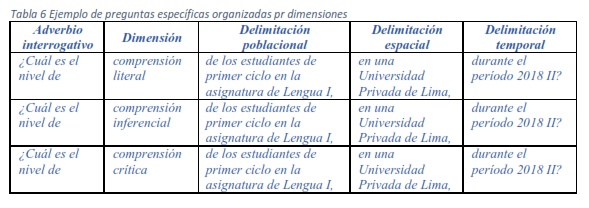 Tabla 6 Ejemplo de preguntas específicas organizadas pr dimensiones
Adverbio interrogativo | Dimensión | Delimitación poblacional | Delimitación espacial | Delimitación temporal
¿Cuál es el nivel de | comprensión literal | de los estudiantes de primer ciclo en la asignatura de Lengua I, | en una Universidad Privada de Lima, | durante el periodo 2018 II?
¿Cuál es el nivel de | comprensión inferencial | de los estudiantes de primer ciclo en la asignatura de Lengua I, | en una Universidad Privada de Lima, | durante el periodo 2018 II?
¿Cuál es el nivel de | comprensión crítica | de los estudiantes de primer ciclo en la asignatura de Lengua I, | en una Universidad Privada de Lima, | durante el periodo 2018 II?